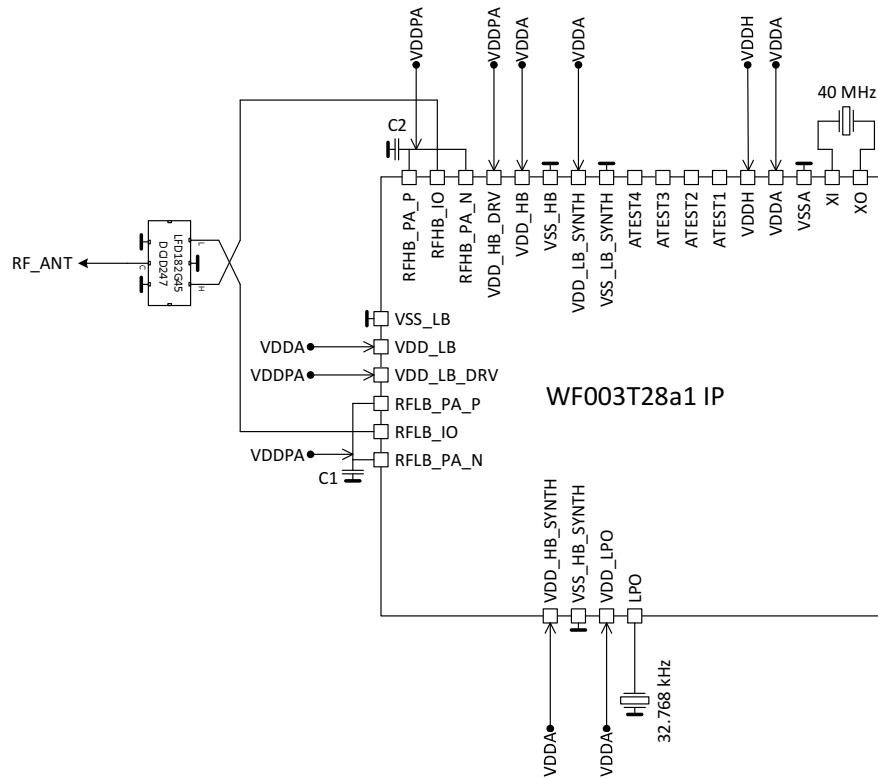 VDDPA
VDDPA
VDDA
VDDA
VDDH
VDDA
40 MHz
C2
RFHB_PA_P
RFHB_IO
RFHB_PA_N
VDD_HB_DRV
VDD_HB
VSS_HB
VDD_LB_SYNTH
VSS_LB_SYNTH
ATEST4
ATEST3
ATEST2
ATEST1
VDDH
VDDA
VSSA
XI
XO
RF_ANT
C
LFD182G45
DCJD247
L
H
VSS_LB
VDDA
VDD_LB
VDDPA
VDD_LB_DRV
RFLB_PA_P
RFLB_IO
VDDPA
RFLB_PA_N
C1
WF003T28a1 IP
VDD_HB_SYNTH
VSS_HB_SYNTH
VDD_LPO
LPO
VDDA
VDDA
32.768 kHz